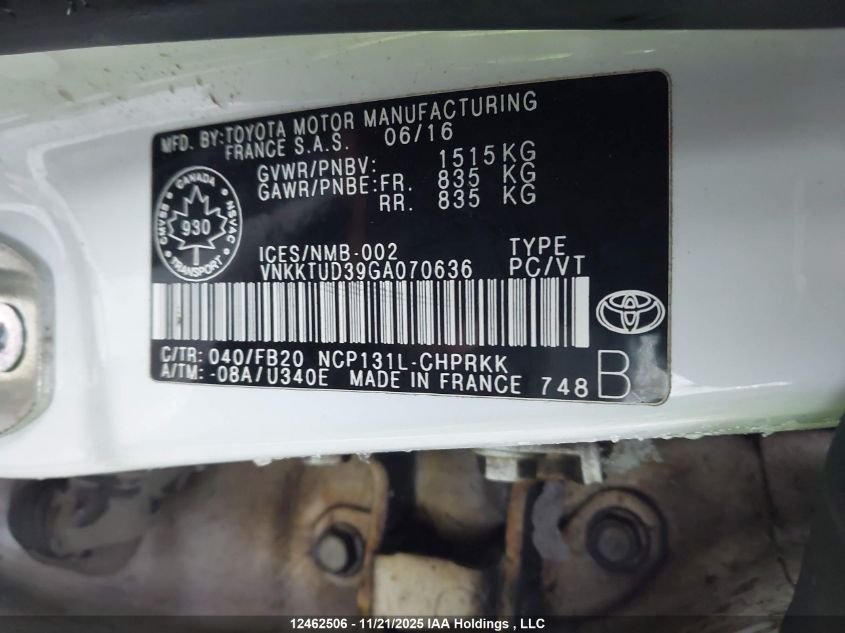 MFD. BY:TOYOTA MOTOR MANUFACTURING
FRANCE S.A.S. 06/16
GVWR/PNBV: 1515KG
GAWR/PNBE:FR. 835 KG
RR. 835 KG
CANADA
CMVSS
NSVAC
930
TRANSPORT
ICES/NMB-002 TYPE
VNKKTUD39GA070636 PC/VT
C/TR: 040/FB20 NCP131L-CHPRKK
A/TM: -08A/U340E MADE IN FRANCE 748 B
12462506 - 11/21/2025 IAA Holdings , LLC